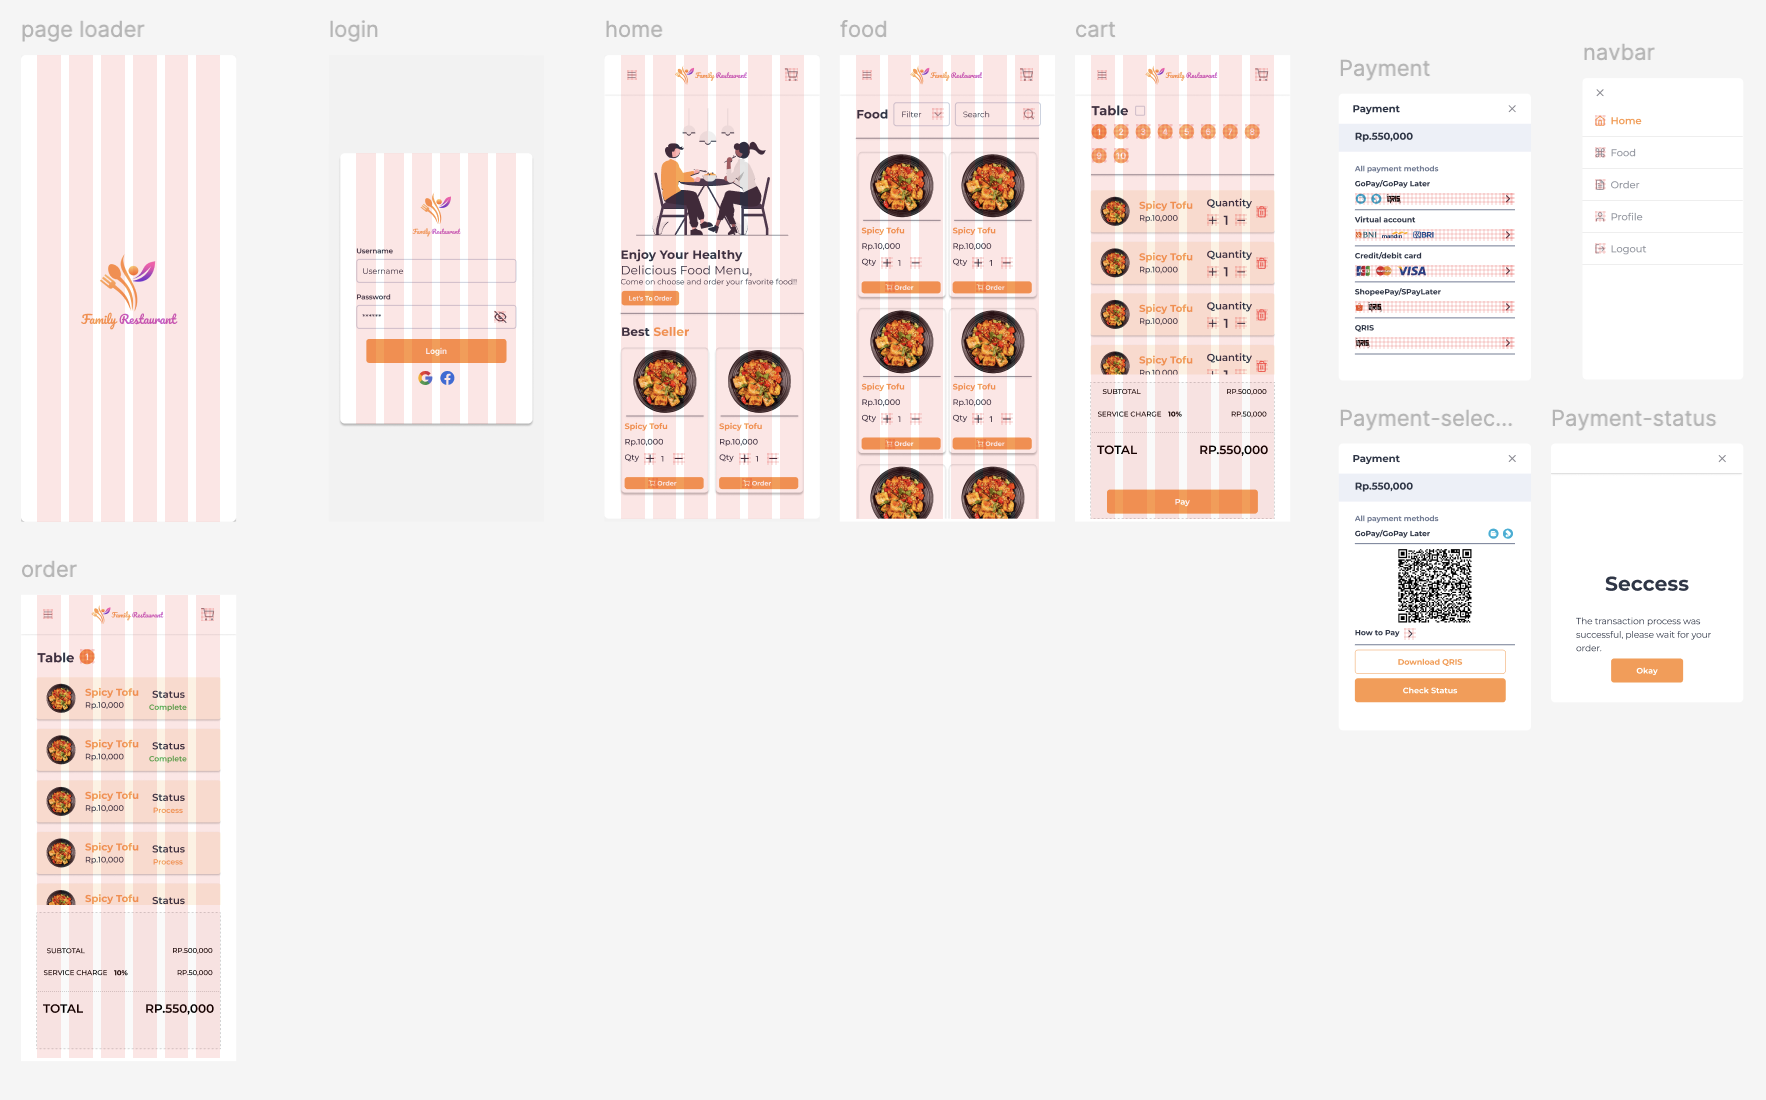 page loader
Family Restaurant
login
Family Restaurant
Username
Username
Password
******
Login
home
Family Restaurant
Enjoy Your Healthy
Delicious Food Menu,
Come on choose and order your favorite food!!
Let's To Order
Best Seller
Spicy Tofu
Rp.10,000
Qty 1
Order
Spicy Tofu
Rp.10,000
Qty 1
Order
food
Family Restaurant
Food
Filter
Search
Spicy Tofu
Rp.10,000
Qty 1
Order
Spicy Tofu
Rp.10,000
Qty 1
Order
Spicy Tofu
Rp.10,000
Qty 1
Order
Spicy Tofu
Rp.10,000
Qty 1
Order
cart
Family Restaurant
Table
1 2 3 4 5 6 7 8
9 10
Spicy Tofu
Rp.10,000
Quantity
1
Spicy Tofu
Rp.10,000
Quantity
1
Spicy Tofu
Rp.10,000
Quantity
1
Spicy Tofu
Rp.10,000
Quantity
1
SUBTOTAL RP.500,000
SERVICE CHARGE 10% RP.50,000
TOTAL RP.550,000
Pay
Payment
Payment
Rp.550,000
All payment methods
GoPay/GoPay Later
QRIS
Virtual account
BNI mandiri BRI
Credit/debit card
JCB VISA
ShopeePay/SPayLater
QRIS
QRIS
QRIS
navbar
Home
Food
Order
Profile
Logout
Payment-selec...
Payment
Rp.550,000
All payment methods
GoPay/GoPay Later
How to Pay
Download QRIS
Check Status
Payment-status
Seccess
The transaction process was
successful, please wait for your
order.
Okay
order
Family Restaurant
Table 1
Spicy Tofu
Rp.10,000
Status
Complete
Spicy Tofu
Rp.10,000
Status
Complete
Spicy Tofu
Rp.10,000
Status
Process
Spicy Tofu
Rp.10,000
Status
Process
Spicy Tofu
Status
SUBTOTAL RP.500,000
SERVICE CHARGE 10% RP.50,000
TOTAL RP.550,000